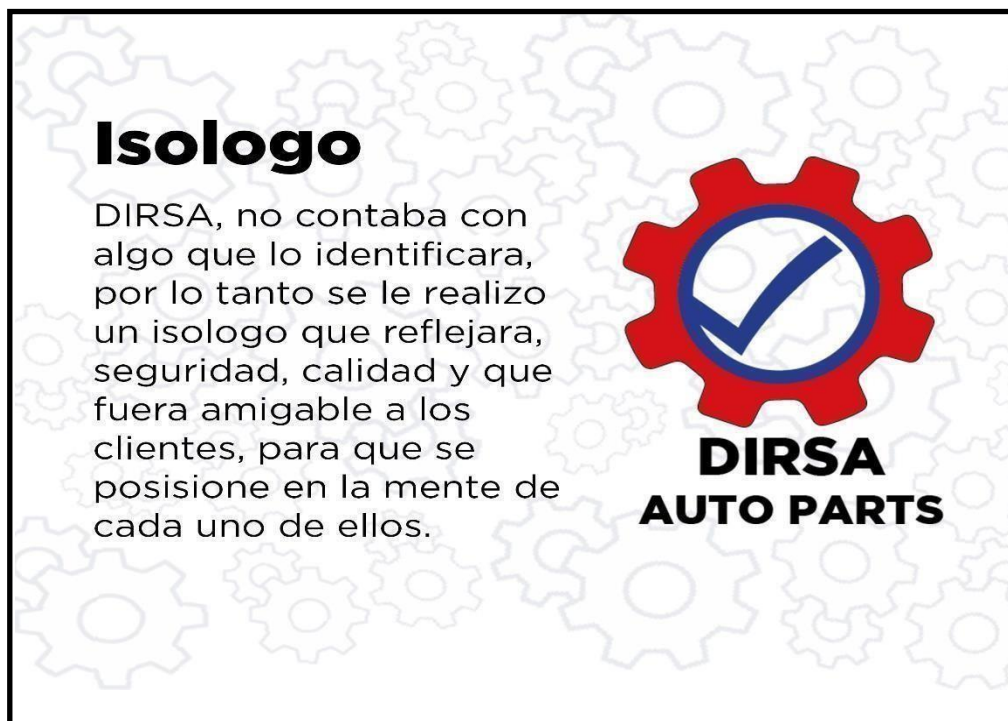 Isologo
DIRSA, no contaba con
algo que lo identificara,
por lo tanto se le realizo
un isologo que reflejara,
seguridad, calidad y que
fuera amigable a los
clientes, para que se
posisione en la mente de
cada uno de ellos.
DIRSA
AUTO PARTS